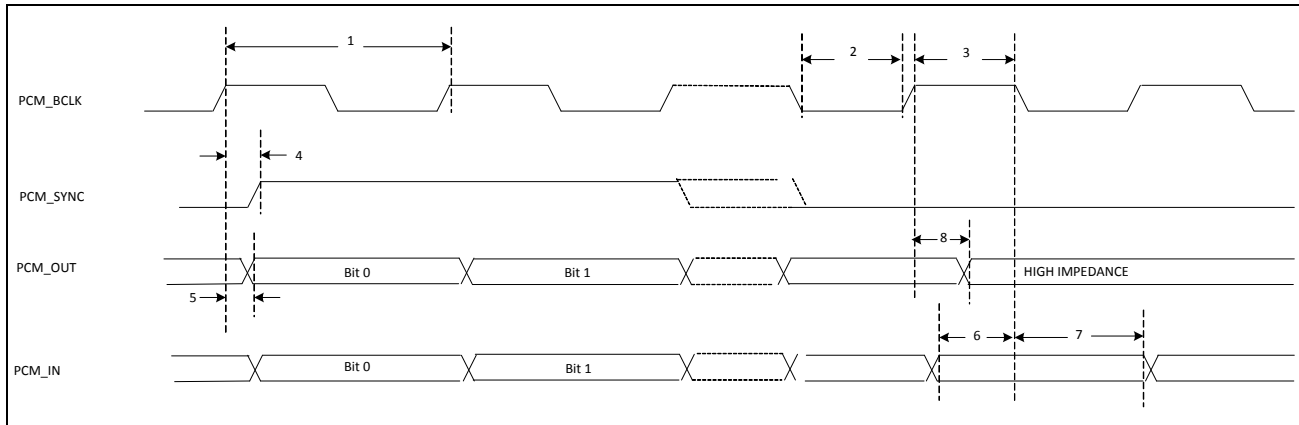 1
2
3
PCM_BCLK
4
PCM_SYNC
8
PCM_OUT
Bit 0
Bit 1
HIGH IMPEDANCE
5
6
7
PCM_IN
Bit 0
Bit 1